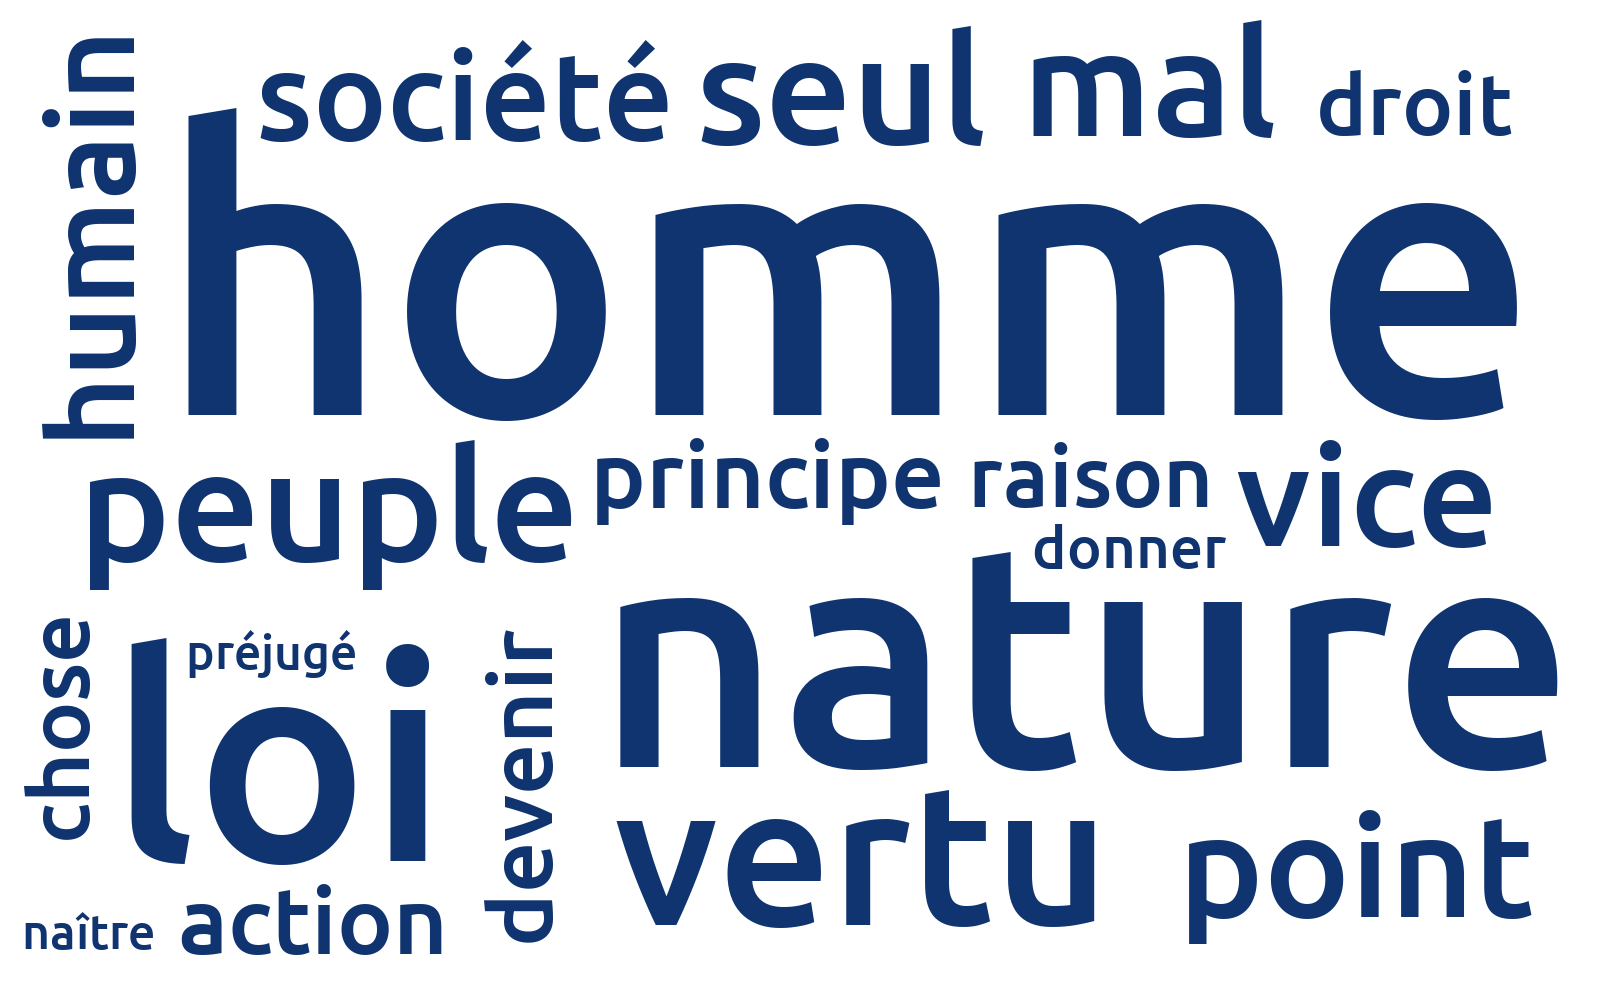 humain
société seul mal droit
homme
peuple principe raison vice
donner
nature
chose
préjugé
loi
devenir
vertu point
naître action